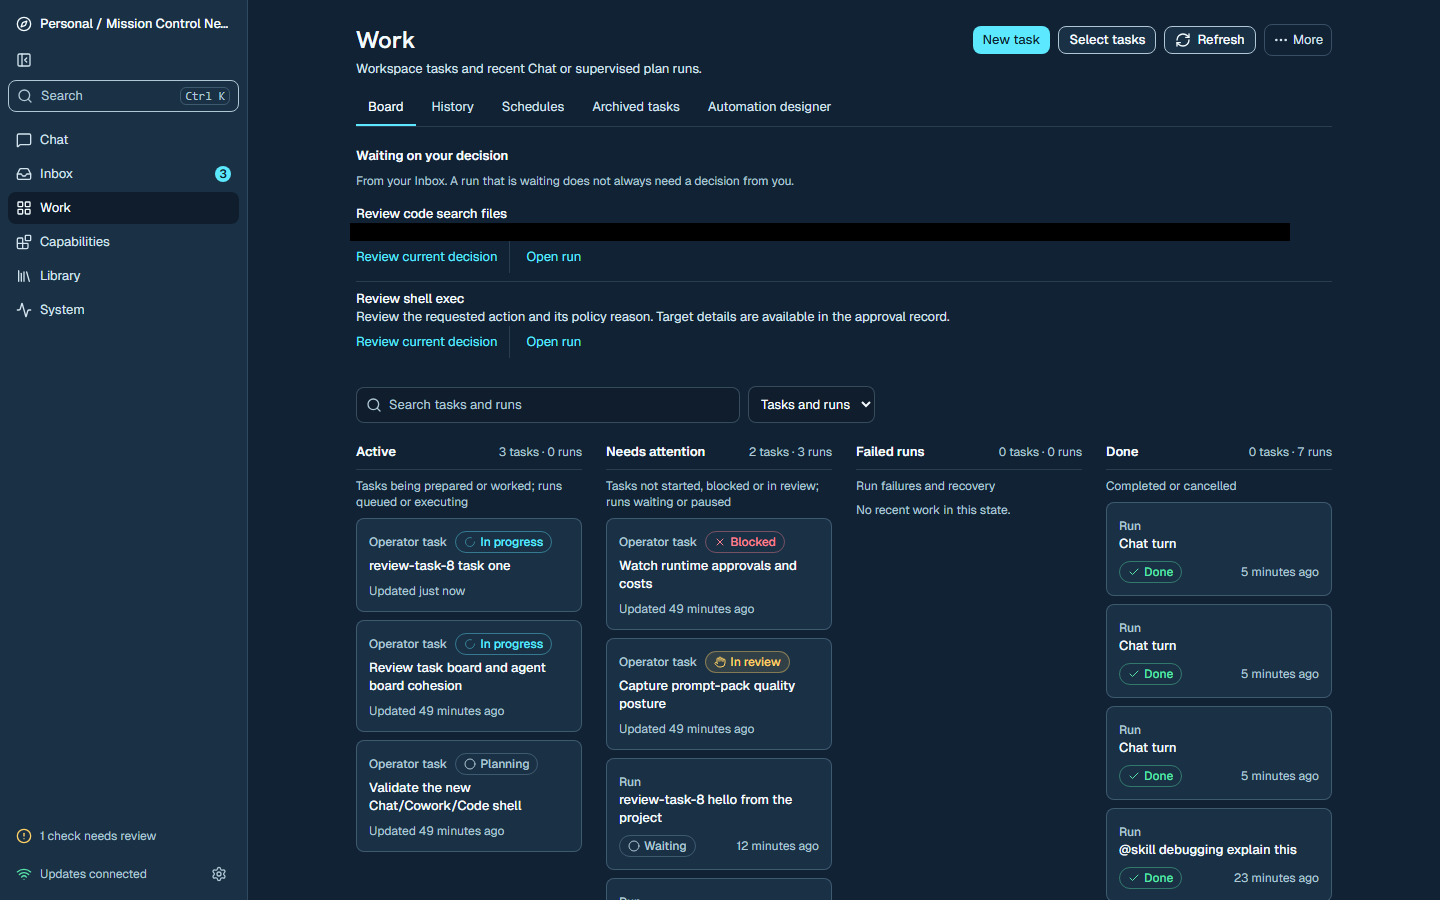 Personal / Mission Control Ne...
Search
Ctrl K
Chat
Inbox
3
Work
Capabilities
Library
System
1 check needs review
Updates connected
Work
New task
Select tasks
Refresh
More
Workspace tasks and recent Chat or supervised plan runs.
Board
History
Schedules
Archived tasks
Automation designer
Waiting on your decision
From your Inbox. A run that is waiting does not always need a decision from you.
Review code search files
Review current decision
Open run
Review shell exec
Review the requested action and its policy reason. Target details are available in the approval record.
Review current decision
Open run
Search tasks and runs
Tasks and runs
Active
3 tasks · 0 runs
Tasks being prepared or worked; runs
queued or executing
Operator task
In progress
review-task-8 task one
Updated just now
Operator task
In progress
Review task board and agent
board cohesion
Updated 49 minutes ago
Operator task
Planning
Validate the new
Chat/Cowork/Code shell
Updated 49 minutes ago
Needs attention
2 tasks · 3 runs
Tasks not started, blocked or in review;
runs waiting or paused
Operator task
Blocked
Watch runtime approvals and
costs
Updated 49 minutes ago
Operator task
In review
Capture prompt-pack quality
posture
Updated 49 minutes ago
Run
review-task-8 hello from the
project
Waiting
12 minutes ago
Failed runs
0 tasks · 0 runs
Run failures and recovery
No recent work in this state.
Done
0 tasks · 7 runs
Completed or cancelled
Run
Chat turn
Done
5 minutes ago
Run
Chat turn
Done
5 minutes ago
Run
Chat turn
Done
5 minutes ago
Run
@skill debugging explain this
Done
23 minutes ago